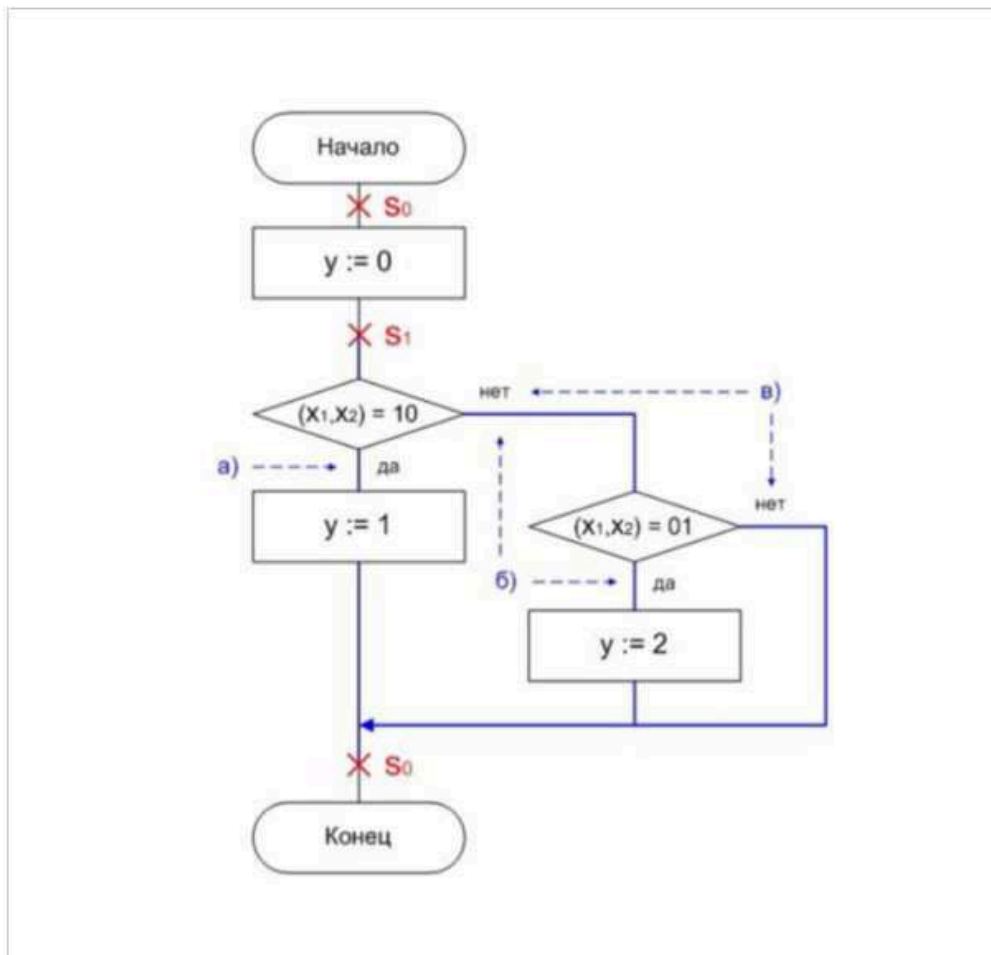 Начало
S0
y := 0
S1
(x1,x2) = 10
нет
в)
а)
да
y := 1
(x1,x2) = 01
нет
б)
да
y := 2
S0
Конец